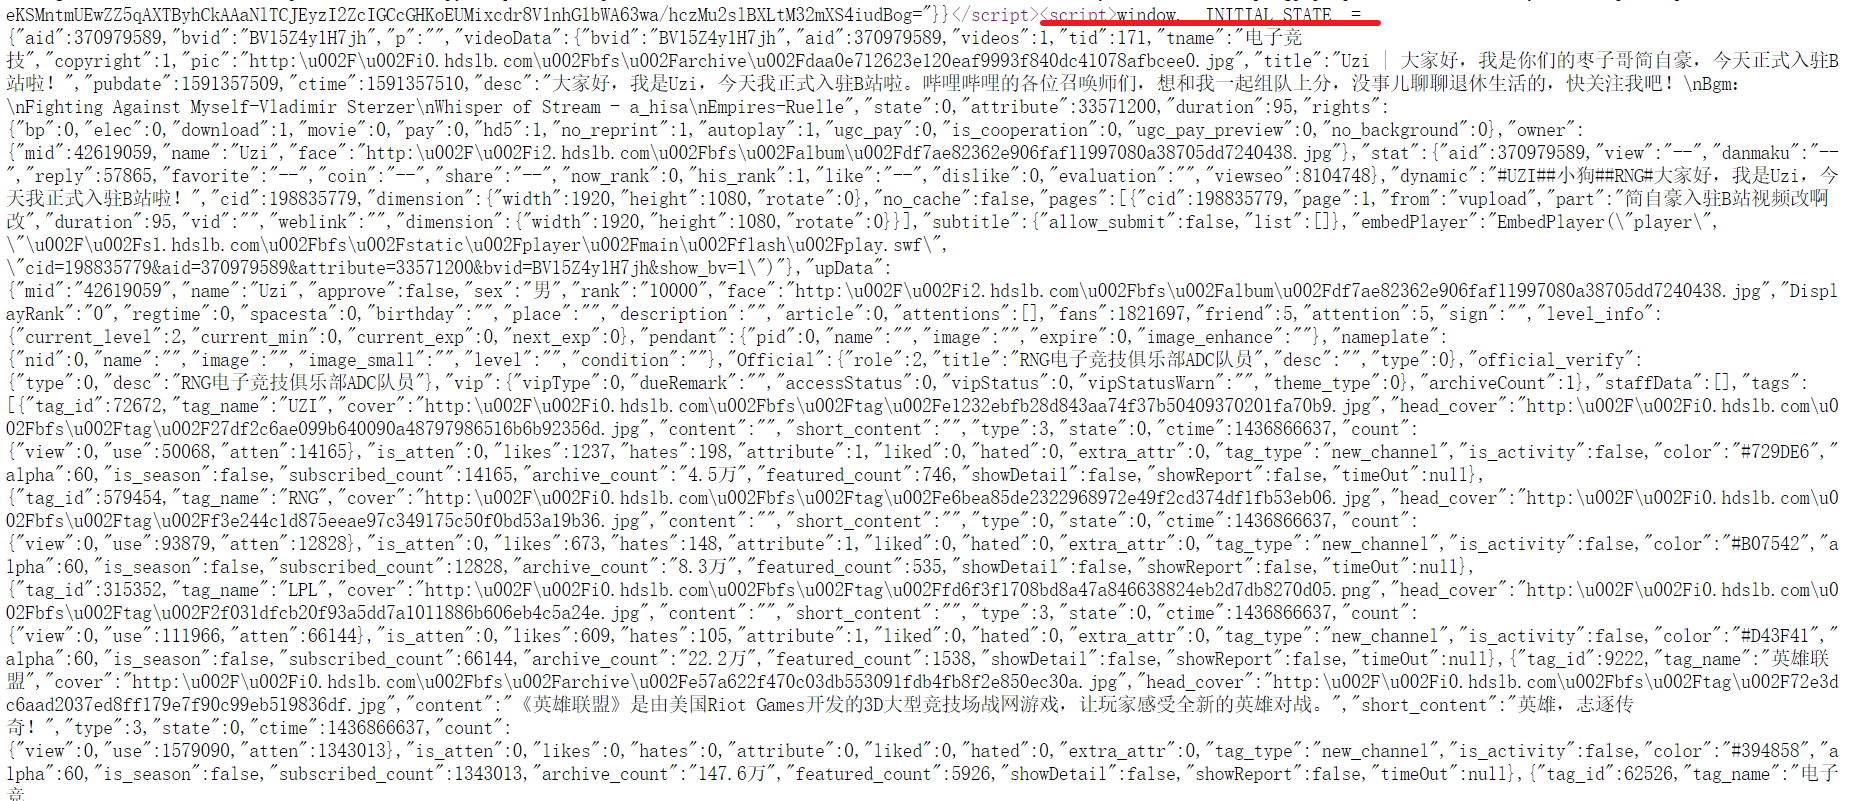 eKSMntmUEwZZ5qAXTByhCkAAaNlTCJEyzI2ZcIGCcGHKoEUMixcdr8VlnhGlbWA63wa/hczMu2slBXLtM32mXS4iudBog="}}</script><script>window.__INITIAL_STATE__=
{"aid":370979589,"bvid":"BV15Z4y1H7jh","p":"","videoData":{"bvid":"BV15Z4y1H7jh","aid":370979589,"videos":1,"tid":171,"tname":"电子竞
技","copyright":1,"pic":"http:\u002F\u002Fi0.hdslb.com\u002Fbfs\u002Farchive\u002Fdaa0e712623e120eaf9993f840dc41078afbcee0.jpg","title":"Uzi | 大家好，我是你们的枣子哥简自豪，今天正式入驻B
站啦！","pubdate":1591357509,"ctime":1591357510,"desc":"大家好，我是Uzi，今天我正式入驻B站啦。哔哩哔哩的各位召唤师们，想和我一起组队上分，没事儿聊聊退休生活的，快关注我吧！\nBgm：
\nFighting Against Myself-Vladimir Sterzer\nWhisper of Stream - a_hisa\nEmpires-Ruelle","state":0,"attribute":33571200,"duration":95,"rights":
{"bp":0,"elec":0,"download":1,"movie":0,"pay":0,"hd5":1,"no_reprint":1,"autoplay":1,"ugc_pay":0,"is_cooperation":0,"ugc_pay_preview":0,"no_background":0},"owner":
{"mid":42619059,"name":"Uzi","face":"http:\u002F\u002Fi2.hdslb.com\u002Fbfs\u002Falbum\u002Fdf7ae82362e906faf11997080a38705dd7240438.jpg"},"stat":{"aid":370979589,"view":"--","danmaku":"--
","reply":57865,"favorite":"--","coin":"--","share":"--","now_rank":0,"his_rank":1,"like":"--","dislike":0,"evaluation":"","viewseo":8104748},"dynamic":"#UZI##小狗##RNG#大家好，我是Uzi，今
天我正式入驻B站啦！","cid":198835779,"dimension":{"width":1920,"height":1080,"rotate":0},"no_cache":false,"pages":[{"cid":198835779,"page":1,"from":"vupload","part":"简自豪入驻B站视频改啊
改","duration":95,"vid":"","weblink":"","dimension":{"width":1920,"height":1080,"rotate":0}}],"subtitle":{"allow_submit":false,"list":[]},"embedPlayer":"EmbedPlayer(\"player\",
\"\u002F\u002Fs1.hdslb.com\u002Fbfs\u002Fstatic\u002Fplayer\u002Fmain\u002Fflash\u002Fplay.swf\",
\"cid=198835779&aid=370979589&attribute=33571200&bvid=BV15Z4y1H7jh&show_bv=1\")"},"upData":
{"mid":"42619059","name":"Uzi","approve":false,"sex":"男","rank":"10000","face":"http:\u002F\u002Fi2.hdslb.com\u002Fbfs\u002Falbum\u002Fdf7ae82362e906faf11997080a38705dd7240438.jpg","Displ
ayRank":"0","regtime":0,"spacesta":0,"birthday":"","place":"","description":"","article":0,"attentions":[],"fans":1821697,"friend":5,"attention":5,"sign":"","level_info":
{"current_level":2,"current_min":0,"current_exp":0,"next_exp":0},"pendant":{"pid":0,"name":"","image":"","expire":0,"image_enhance":""},"nameplate":
{"nid":0,"name":"","image":"","image_small":"","level":"","condition":""},"Official":{"role":2,"title":"RNG电子竞技俱乐部ADC队员","desc":"","type":0},"official_verify":
{"type":0,"desc":"RNG电子竞技俱乐部ADC队员"},"vip":{"vipType":0,"dueRemark":"","accessStatus":0,"vipStatus":0,"vipStatusWarn":"","theme_type":0},"archiveCount":1},"staffData":[],"tags":
[{"tag_id":72672,"tag_name":"UZI","cover":"http:\u002F\u002Fi0.hdslb.com\u002Fbfs\u002Ftag\u002Fe1232ebfb28d843aa74f37b50409370201fa70b9.jpg","head_cover":"http:\u002F\u002Fi0.hdslb.com\u
002Fbfs\u002Ftag\u002F27df2c6ae099b640090a48797986516b6b92356d.jpg","content":"","short_content":"","type":3,"state":0,"ctime":1436866637,"count":
{"view":0,"use":50068,"atten":14165},"is_atten":0,"likes":1237,"hates":198,"attribute":1,"liked":0,"hated":0,"extra_attr":0,"tag_type":"new_channel","is_activity":false,"color":"#729DE6","
alpha":60,"is_season":false,"subscribed_count":14165,"archive_count":"4.5万","featured_count":746,"showDetail":false,"showReport":false,"timeOut":null},
{"tag_id":579454,"tag_name":"RNG","cover":"http:\u002F\u002Fi0.hdslb.com\u002Fbfs\u002Ftag\u002Fe6bea85de2322968972e49f2cd374df1fb53eb06.jpg","head_cover":"http:\u002F\u002Fi0.hdslb.com\u0
02Fbfs\u002Ftag\u002Ff3e244c1d875eeae97c349175c50f0bd53a19b36.jpg","content":"","short_content":"","type":0,"state":0,"ctime":1436866637,"count":
{"view":0,"use":93879,"atten":12828},"is_atten":0,"likes":673,"hates":148,"attribute":1,"liked":0,"hated":0,"extra_attr":0,"tag_type":"new_channel","is_activity":false,"color":"#B07542","a
lpha":60,"is_season":false,"subscribed_count":12828,"archive_count":"8.3万","featured_count":535,"showDetail":false,"showReport":false,"timeOut":null},
{"tag_id":315352,"tag_name":"LPL","cover":"http:\u002F\u002Fi0.hdslb.com\u002Fbfs\u002Ftag\u002Ffd6f3f1708bd8a47a846638824eb2d7db8270d05.png","head_cover":"http:\u002F\u002Fi0.hdslb.com\u0
02Fbfs\u002Ftag\u002F2f031dfcb20f93a5dd7a1011886b606eb4c5a24e.jpg","content":"","short_content":"","type":3,"state":0,"ctime":1436866637,"count":
{"view":0,"use":111966,"atten":66144},"is_atten":0,"likes":609,"hates":105,"attribute":1,"liked":0,"hated":0,"extra_attr":0,"tag_type":"new_channel","is_activity":false,"color":"#D43F41","
alpha":60,"is_season":false,"subscribed_count":66144,"archive_count":"22.2万","featured_count":1538,"showDetail":false,"showReport":false,"timeOut":null},{"tag_id":9222,"tag_name":"英雄联
盟","cover":"http:\u002F\u002Fi0.hdslb.com\u002Fbfs\u002Farchive\u002Fe57a622f470c03db553091fdb4fb8f2e850ec30a.jpg","head_cover":"http:\u002F\u002Fi0.hdslb.com\u002Fbfs\u002Ftag\u002F72e3d
c6aad2037ed8ff179e7f90c99eb519836df.jpg","content":"《英雄联盟》是由美国Riot Games开发的3D大型竞技场战网游戏，让玩家感受全新的英雄对战。","short_content":"英雄，志逐传
奇！","type":3,"state":0,"ctime":1436866637,"count":
{"view":0,"use":1579090,"atten":1343013},"is_atten":0,"likes":0,"hates":0,"attribute":0,"liked":0,"hated":0,"extra_attr":0,"tag_type":"new_channel","is_activity":false,"color":"#394858","a
lpha":60,"is_season":false,"subscribed_count":1343013,"archive_count":"147.6万","featured_count":5926,"showDetail":false,"showReport":false,"timeOut":null},{"tag_id":62526,"tag_name":"电子
竞